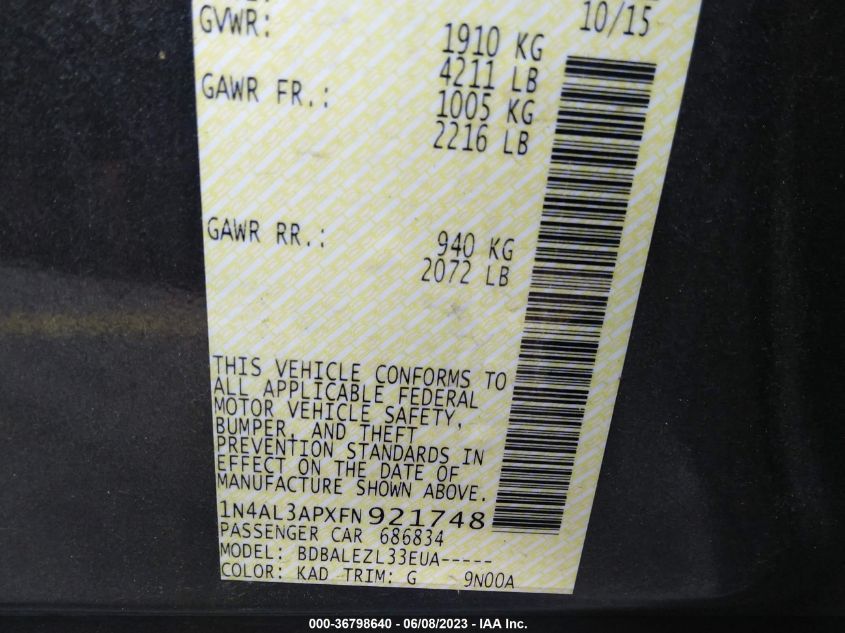 10/15
GVWR: 1910 KG
4211 LB
GAWR FR.: 1005 KG
2216 LB
GAWR RR.: 940 KG
2072 LB
THIS VEHICLE CONFORMS TO
ALL APPLICABLE FEDERAL
MOTOR VEHICLE SAFETY,
BUMPER, AND THEFT
PREVENTION STANDARDS IN
EFFECT ON THE DATE OF
MANUFACTURE SHOWN ABOVE.
1N4AL3APXFN921748
PASSENGER CAR 686834
MODEL: BDBALEZL33EUA-----
COLOR: KAD TRIM: G 9N00A
000-36798640 - 06/08/2023 - IAA Inc.